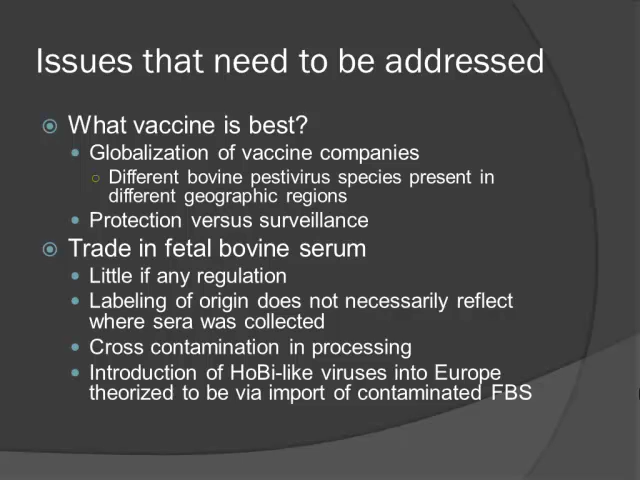 Issues that need to be addressed
What vaccine is best?
Globalization of vaccine companies
Different bovine pestivirus species present in
different geographic regions
Protection versus surveillance
Trade in fetal bovine serum
Little if any regulation
Labeling of origin does not necessarily reflect
where sera was collected
Cross contamination in processing
Introduction of HoBi-like viruses into Europe
theorized to be via import of contaminated FBS